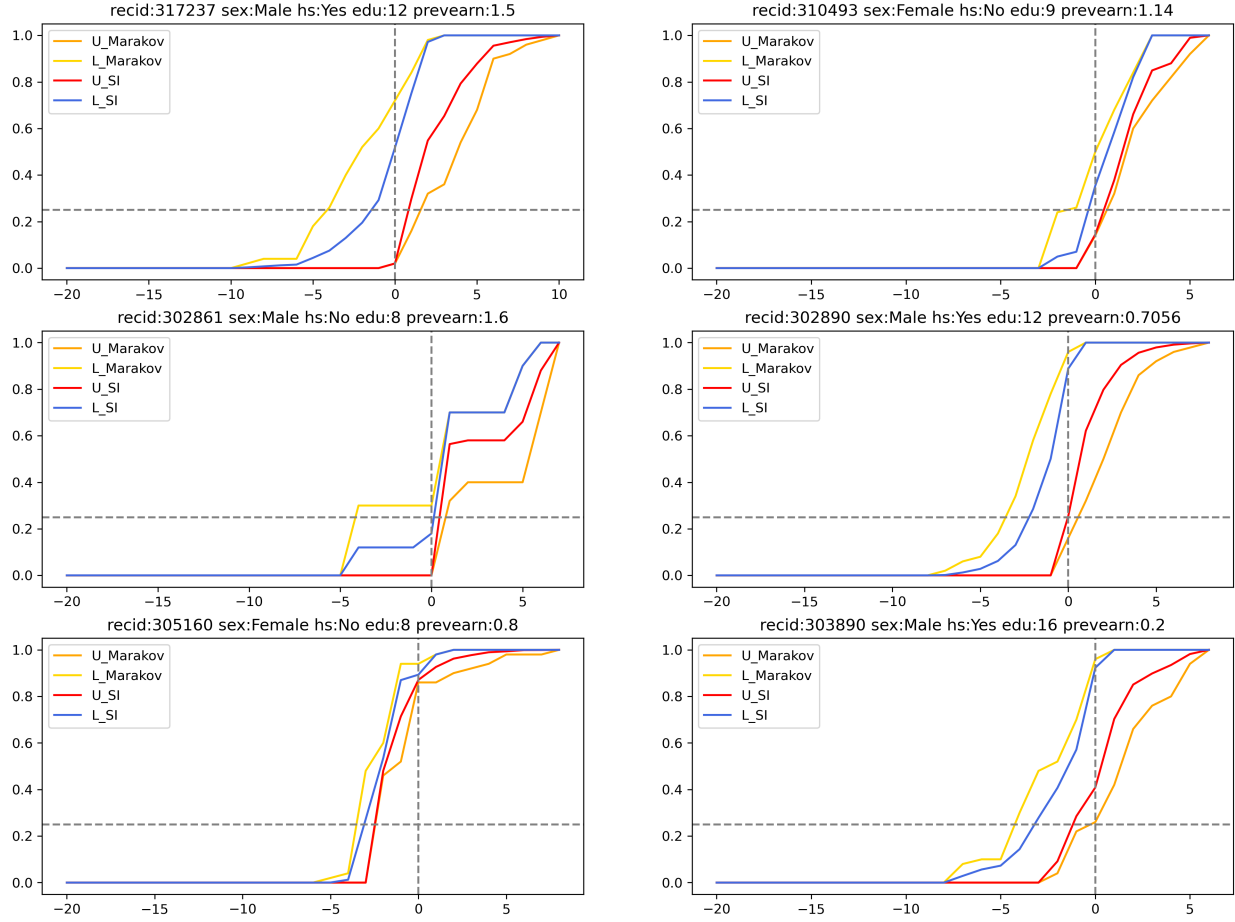 recid:317237 sex:Male hs:Yes edu:12 prevearn:1.5
1.0
0.8
0.6
0.4
0.2
0.0
U_Marakov
L_Marakov
U_SI
L_SI
−20 −15 −10 −5 0 5 10
recid:310493 sex:Female hs:No edu:9 prevearn:1.14
1.0
0.8
0.6
0.4
0.2
0.0
U_Marakov
L_Marakov
U_SI
L_SI
−20 −15 −10 −5 0 5
recid:302861 sex:Male hs:No edu:8 prevearn:1.6
1.0
0.8
0.6
0.4
0.2
0.0
U_Marakov
L_Marakov
U_SI
L_SI
−20 −15 −10 −5 0 5
recid:302890 sex:Male hs:Yes edu:12 prevearn:0.7056
1.0
0.8
0.6
0.4
0.2
0.0
U_Marakov
L_Marakov
U_SI
L_SI
−20 −15 −10 −5 0 5
recid:305160 sex:Female hs:No edu:8 prevearn:0.8
1.0
0.8
0.6
0.4
0.2
0.0
U_Marakov
L_Marakov
U_SI
L_SI
−20 −15 −10 −5 0 5
recid:303890 sex:Male hs:Yes edu:16 prevearn:0.2
1.0
0.8
0.6
0.4
0.2
0.0
U_Marakov
L_Marakov
U_SI
L_SI
−20 −15 −10 −5 0 5